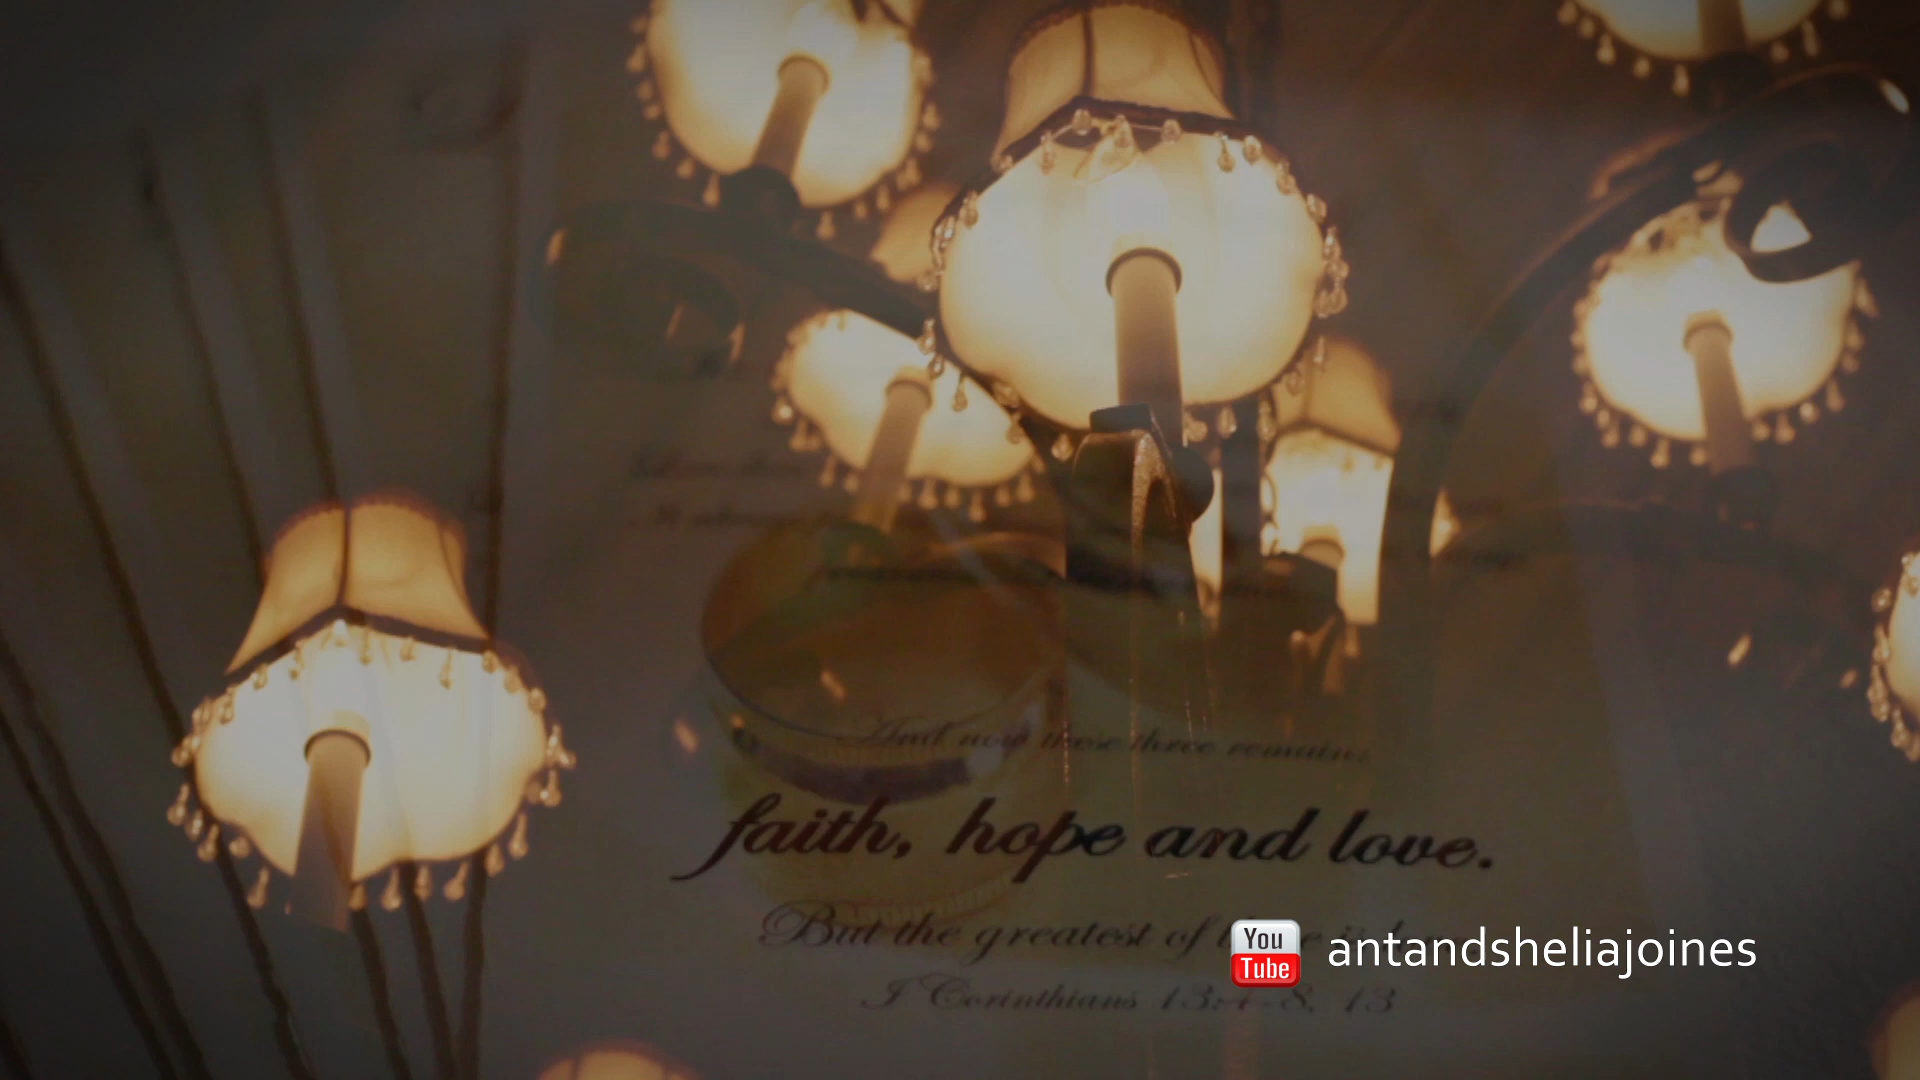 And now these three remain:
faith, hope and love.
But the greatest of
You
Tube
antandsheliajoines
I Corinthians 13:4-8, 13